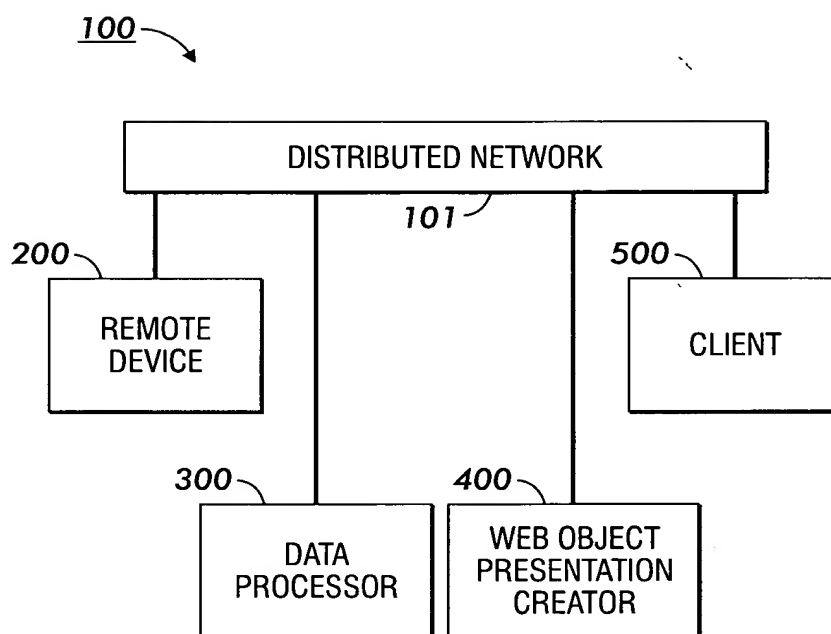 100
DISTRIBUTED NETWORK
101
200
500
REMOTE
DEVICE
CLIENT
300
400
DATA
PROCESSOR
WEB OBJECT
PRESENTATION
CREATOR